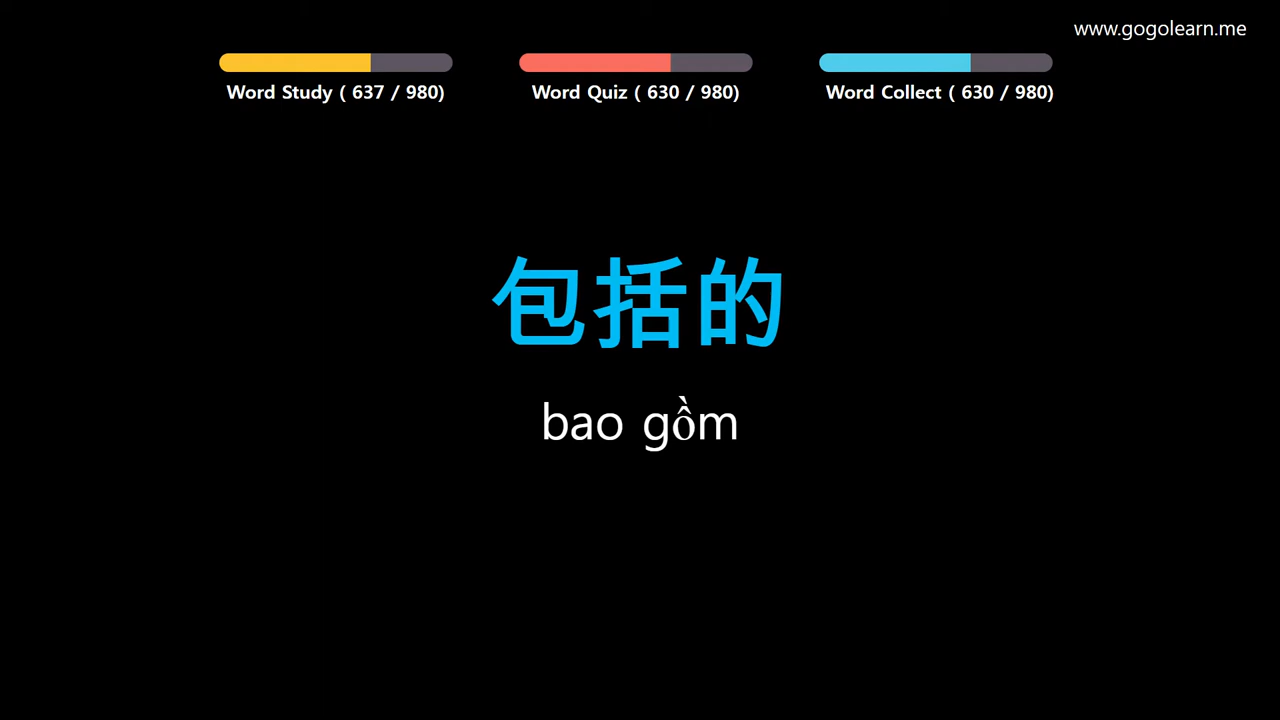 www.gogolearn.me
Word Study ( 637 / 980)
Word Quiz ( 630 / 980)
Word Collect ( 630 / 980)
包括的
bao gồm